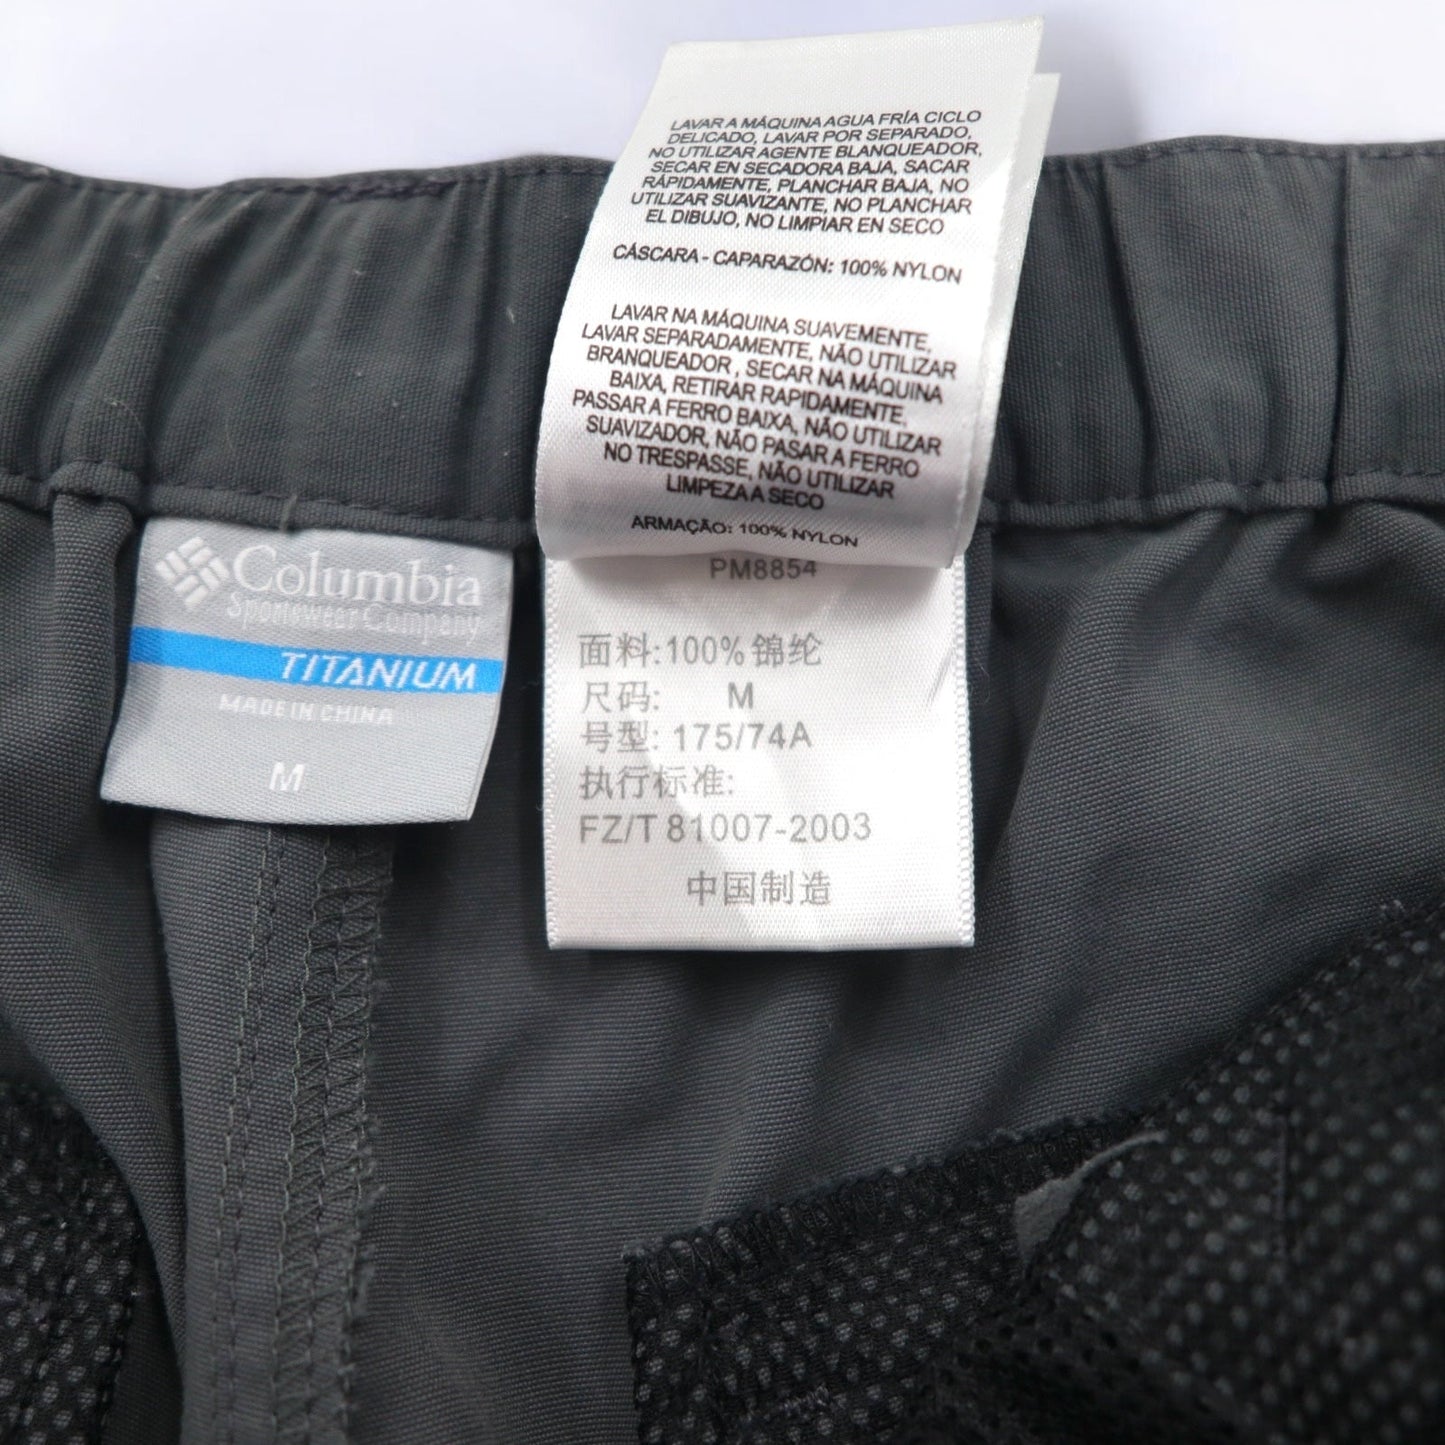 LAVAR A MÁQUINA AGUA FRÍA CICLO
DELICADO, LAVAR POR SEPARADO,
NO UTILIZAR AGENTE BLANQUEADOR,
SECAR EN SECADORA BAJA, SACAR
RÁPIDAMENTE, PLANCHAR BAJA, NO
UTILIZAR SUAVIZANTE, NO PLANCHAR
EL DIBUJO, NO LIMPIAR EN SECO
CÁSCARA - CAPARAZÓN: 100% NYLON
LAVAR NA MÁQUINA SUAVEMENTE,
LAVAR SEPARADAMENTE, NÃO UTILIZAR
BRANQUEADOR , SECAR NA MÁQUINA
BAIXA, RETIRAR RAPIDAMENTE,
PASSAR A FERRO BAIXA, NÃO UTILIZAR
SUAVIZADOR, NÃO PASAR A FERRO
NO TRESPASSE, NÃO UTILIZAR
LIMPEZA A SECO
ARMAÇÃO: 100% NYLON
PM8854
面料:100%锦纶
尺码: M
号型: 175/74A
执行标准:
FZ/T 81007-2003
中国制造
Columbia
Sportswear Company
TITANIUM
MADE IN CHINA
M